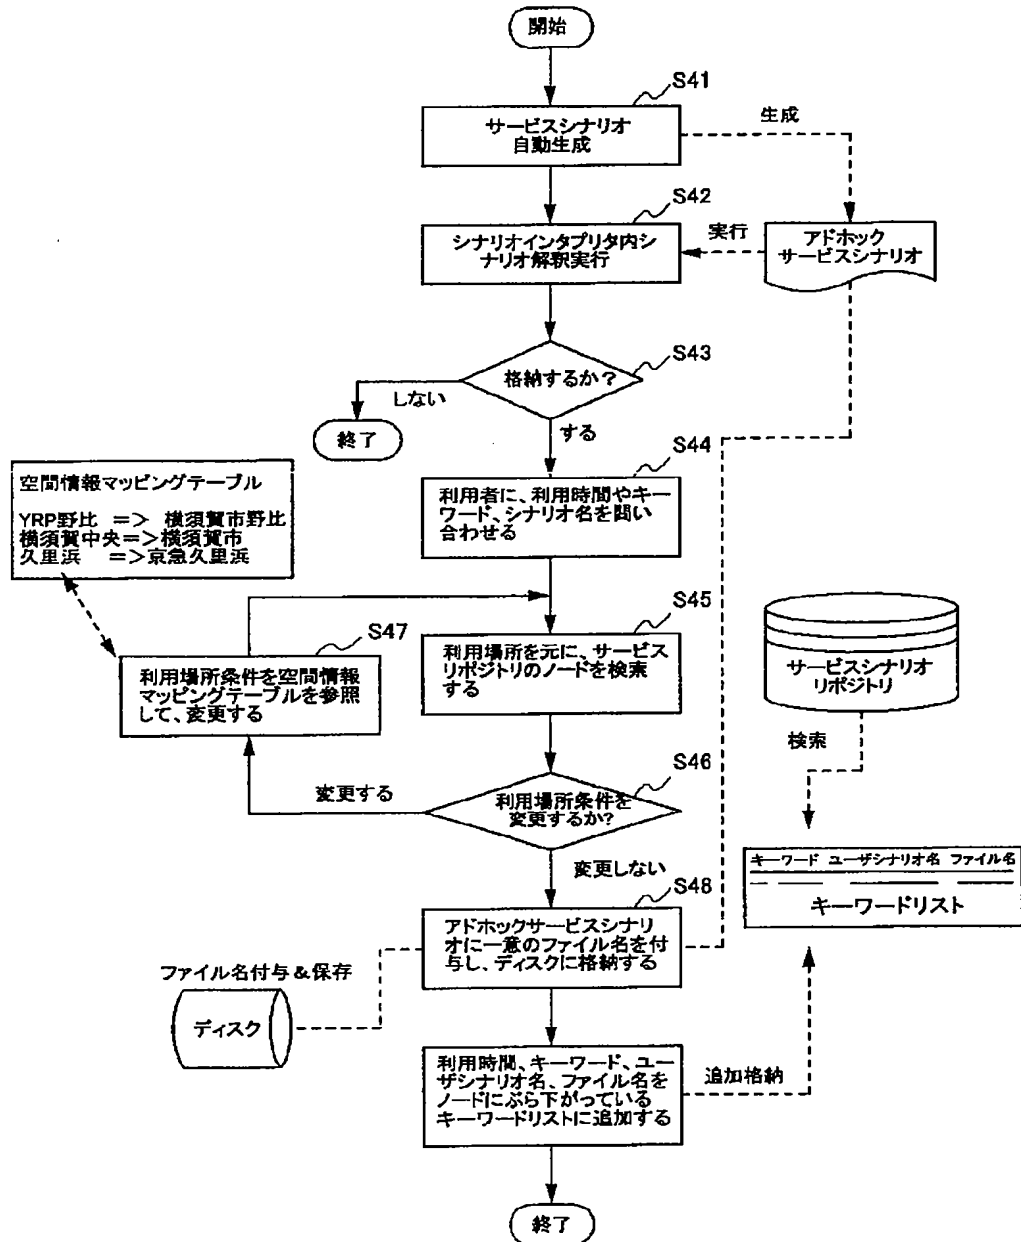 開始
S41
サービスシナリオ
自動生成
生成
S42
シナリオインタプリタ内シ
ナリオ解釈実行
実行
アドホック
サービスシナリオ
S43
格納するか?
しない
終了
する
S44
利用者に、利用時間やキー
ワード、シナリオ名を問い
合わせる
空間情報マッピングテーブル
YRP野比 => 横須賀市野比
横須賀中央=>横須賀市
久里浜 =>京急久里浜
S45
利用場所を元に、サービス
リポジトリのノードを検索
する
S47
利用場所条件を空間情報
マッピングテーブルを参照
して、変更する
サービスシナリオ
リポジトリ
検索
S46
利用場所条件を
変更するか?
変更する
変更しない
キーワード ユーザシナリオ名 ファイル名
キーワードリスト
S48
アドホックサービスシナリ
オに一意のファイル名を付
与し、ディスクに格納する
ファイル名付与&保存
ディスク
利用時間、キーワード、ユー
ザシナリオ名、ファイル名を
ノードにぶら下がっている
キーワードリストに追加する
追加格納
終了